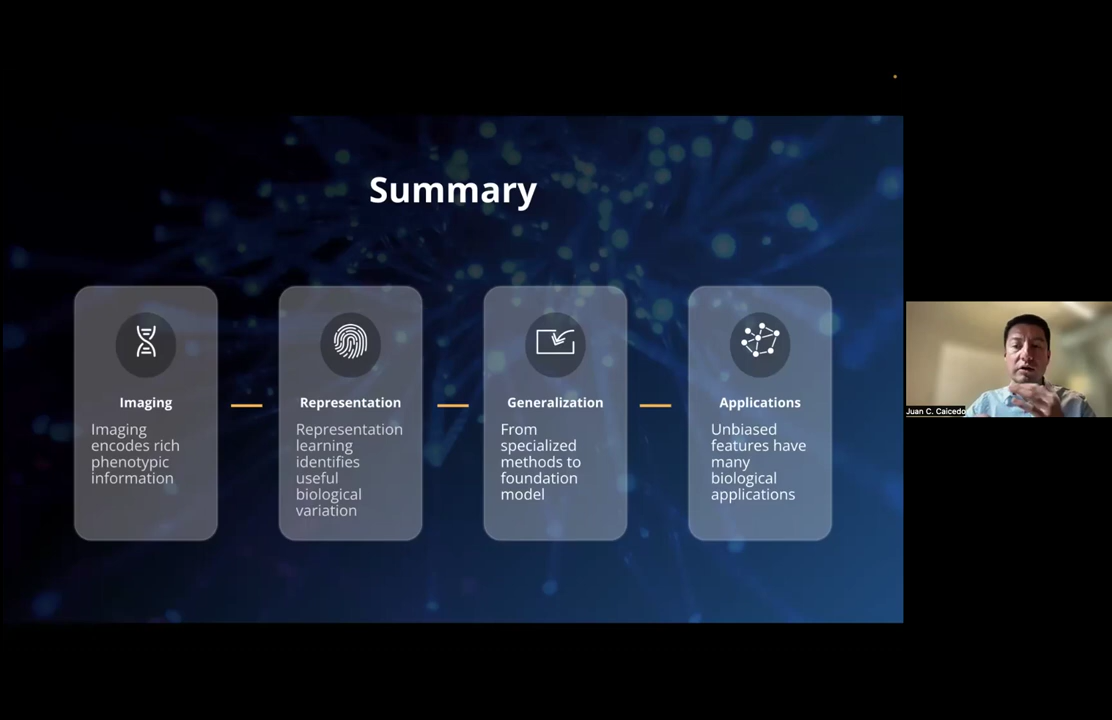 Summary
Imaging
Imaging
encodes rich
phenotypic
information
Representation
Representation
learning
identifies
useful
biological
variation
Generalization
From
specialized
methods to
foundation
model
Applications
Unbiased
features have
many
biological
applications
Juan C. Caicedo